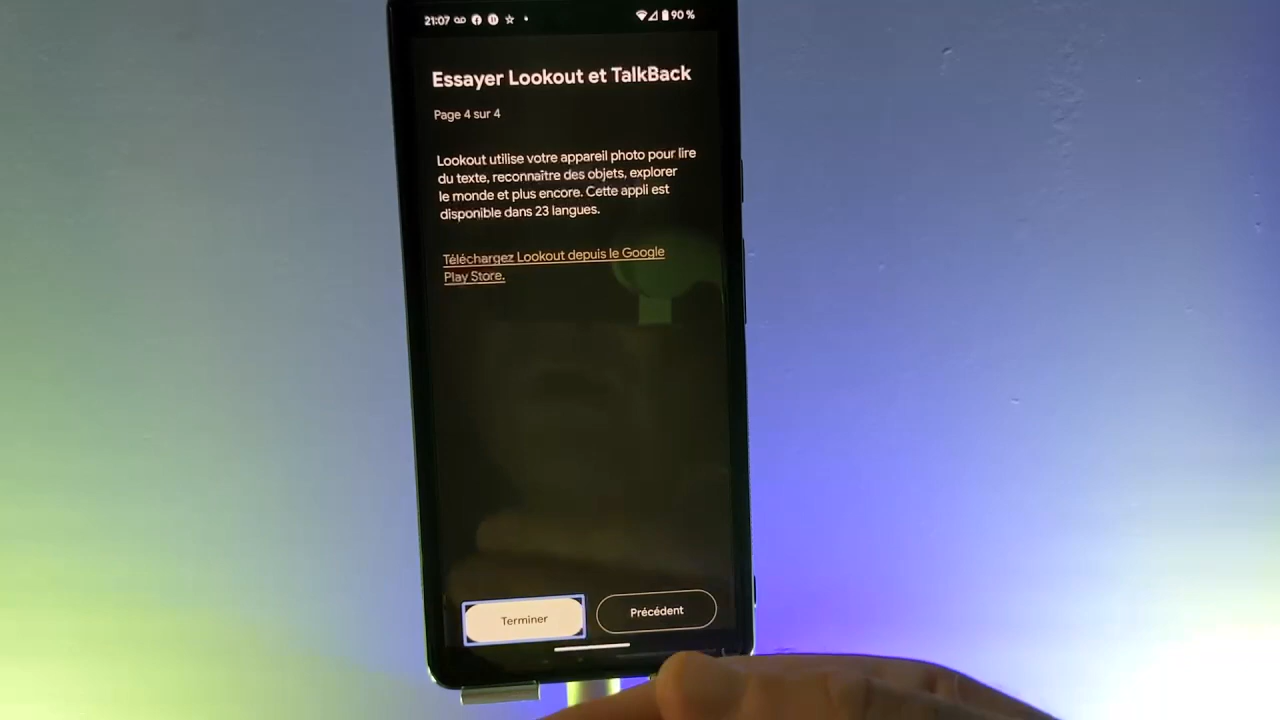 21:07 90 %
Essayer Lookout et TalkBack
Page 4 sur 4
Lookout utilise votre appareil photo pour lire
du texte, reconnaître des objets, explorer
le monde et plus encore. Cette appli est
disponible dans 23 langues.
Téléchargez Lookout depuis le Google
Play Store.
Terminer Précédent